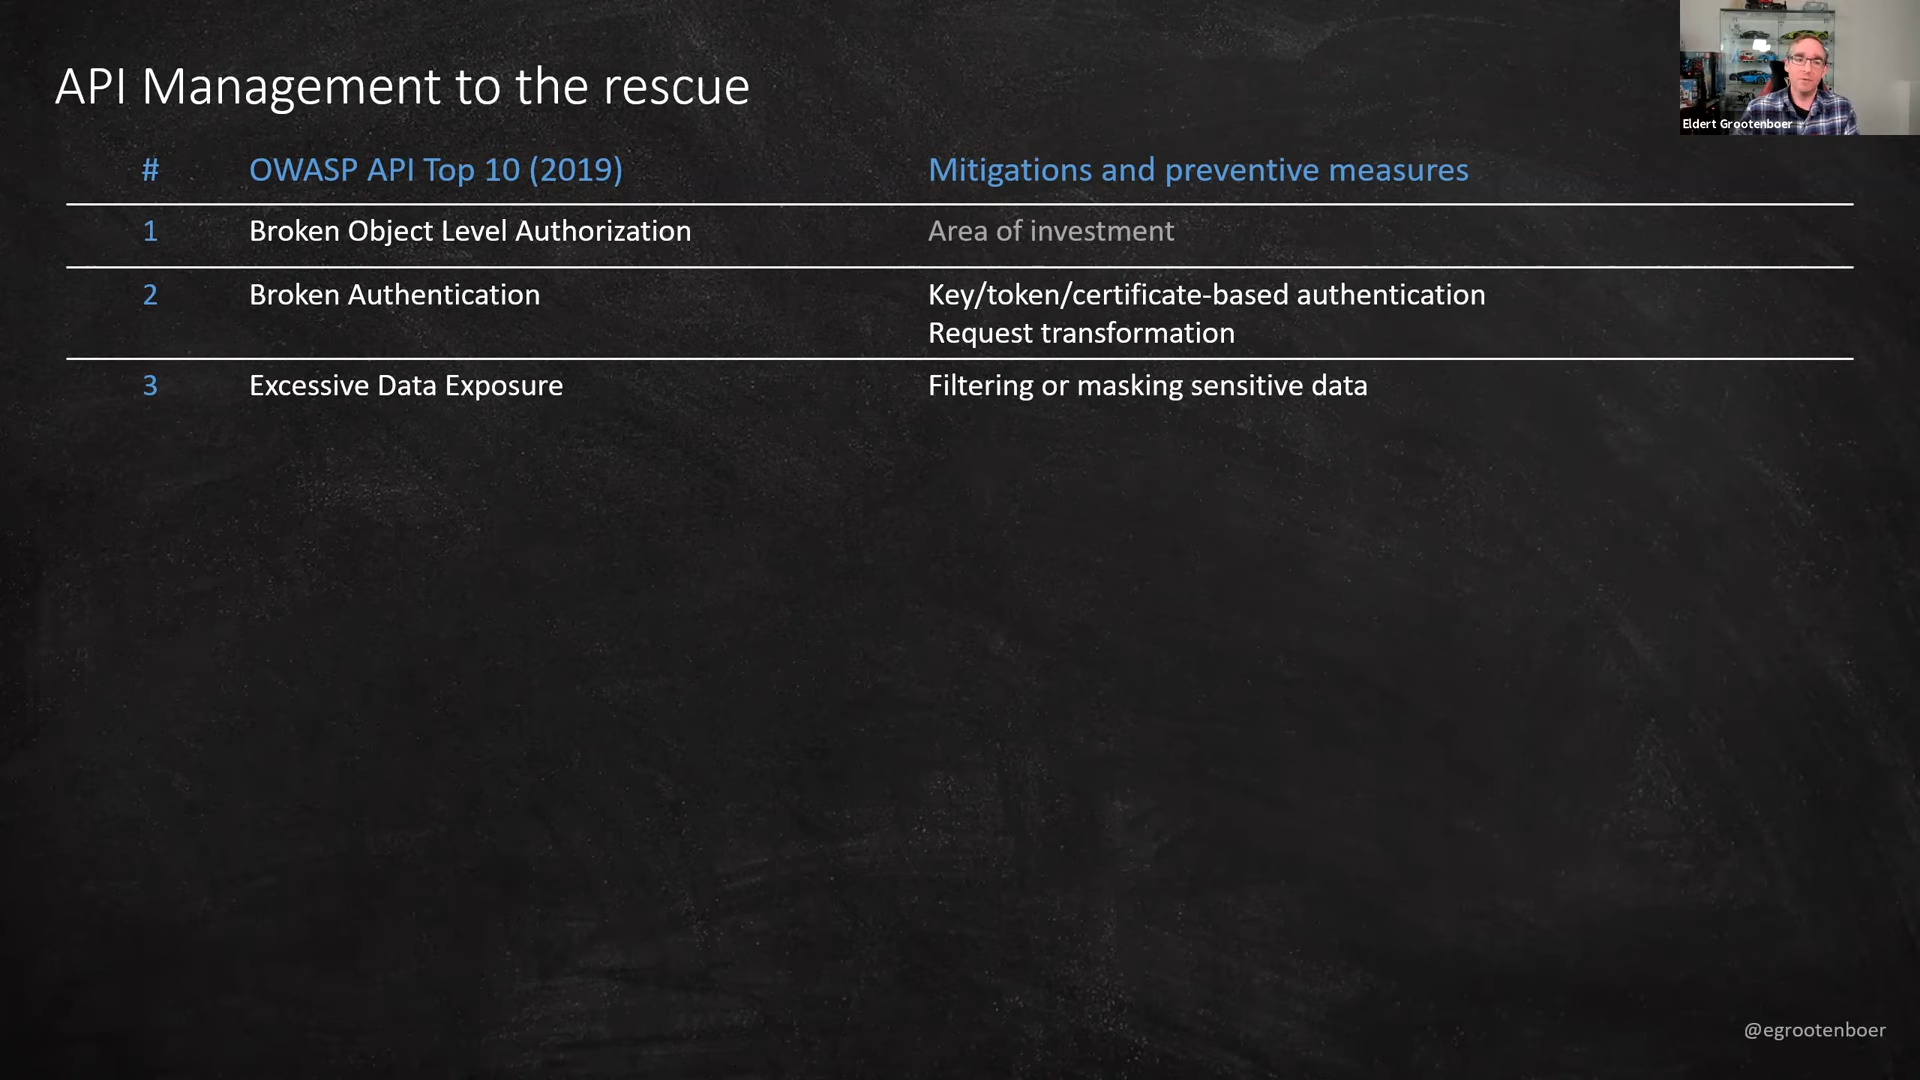 API Management to the rescue
Eldert Grootenboer
# OWASP API Top 10 (2019) Mitigations and preventive measures
1 Broken Object Level Authorization Area of investment
2 Broken Authentication Key/token/certificate-based authentication
Request transformation
3 Excessive Data Exposure Filtering or masking sensitive data
@egrootenboer